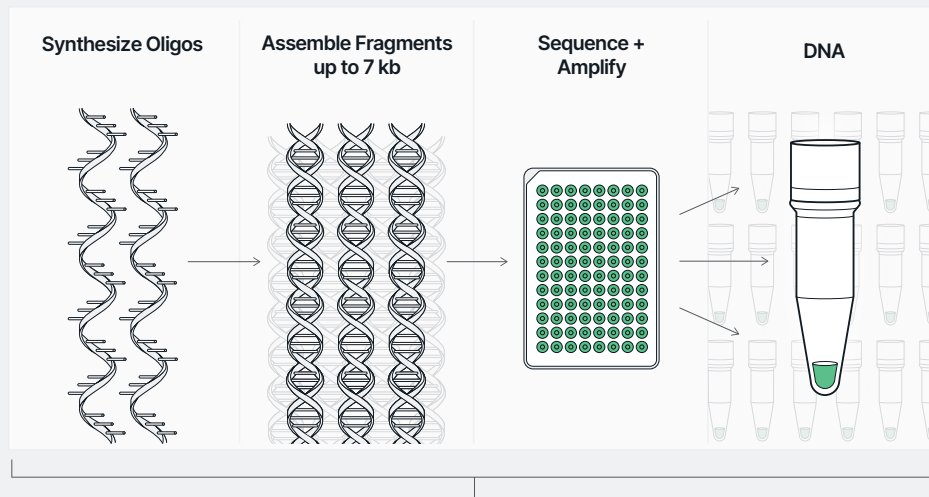 Synthesize Oligos
Assemble Fragments
up to 7 kb
Sequence +
Amplify
DNA